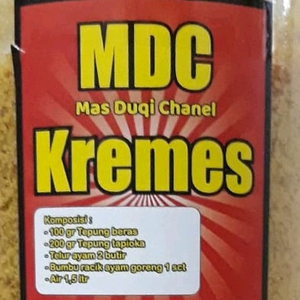 MDC
Mas Duqi Chanel
Kremes
Komposisi :
- 100 gr Tepung beras
- 200 gr Tepung tapioka
- Telur ayam 2 butir
- Bumbu racik ayam goreng 1 sct
- Air 1,5 ltr